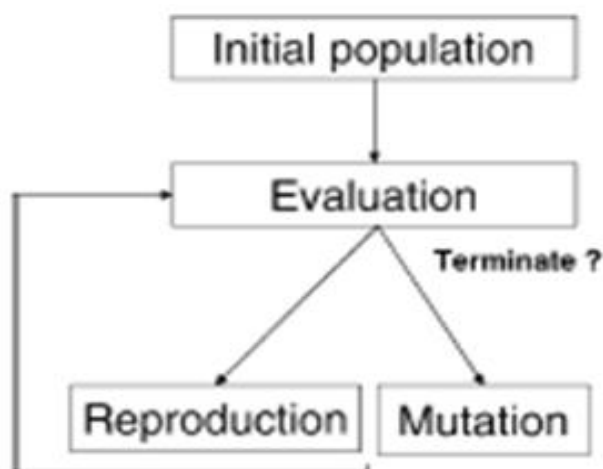 Initial population
Evaluation
Terminate ?
Reproduction
Mutation